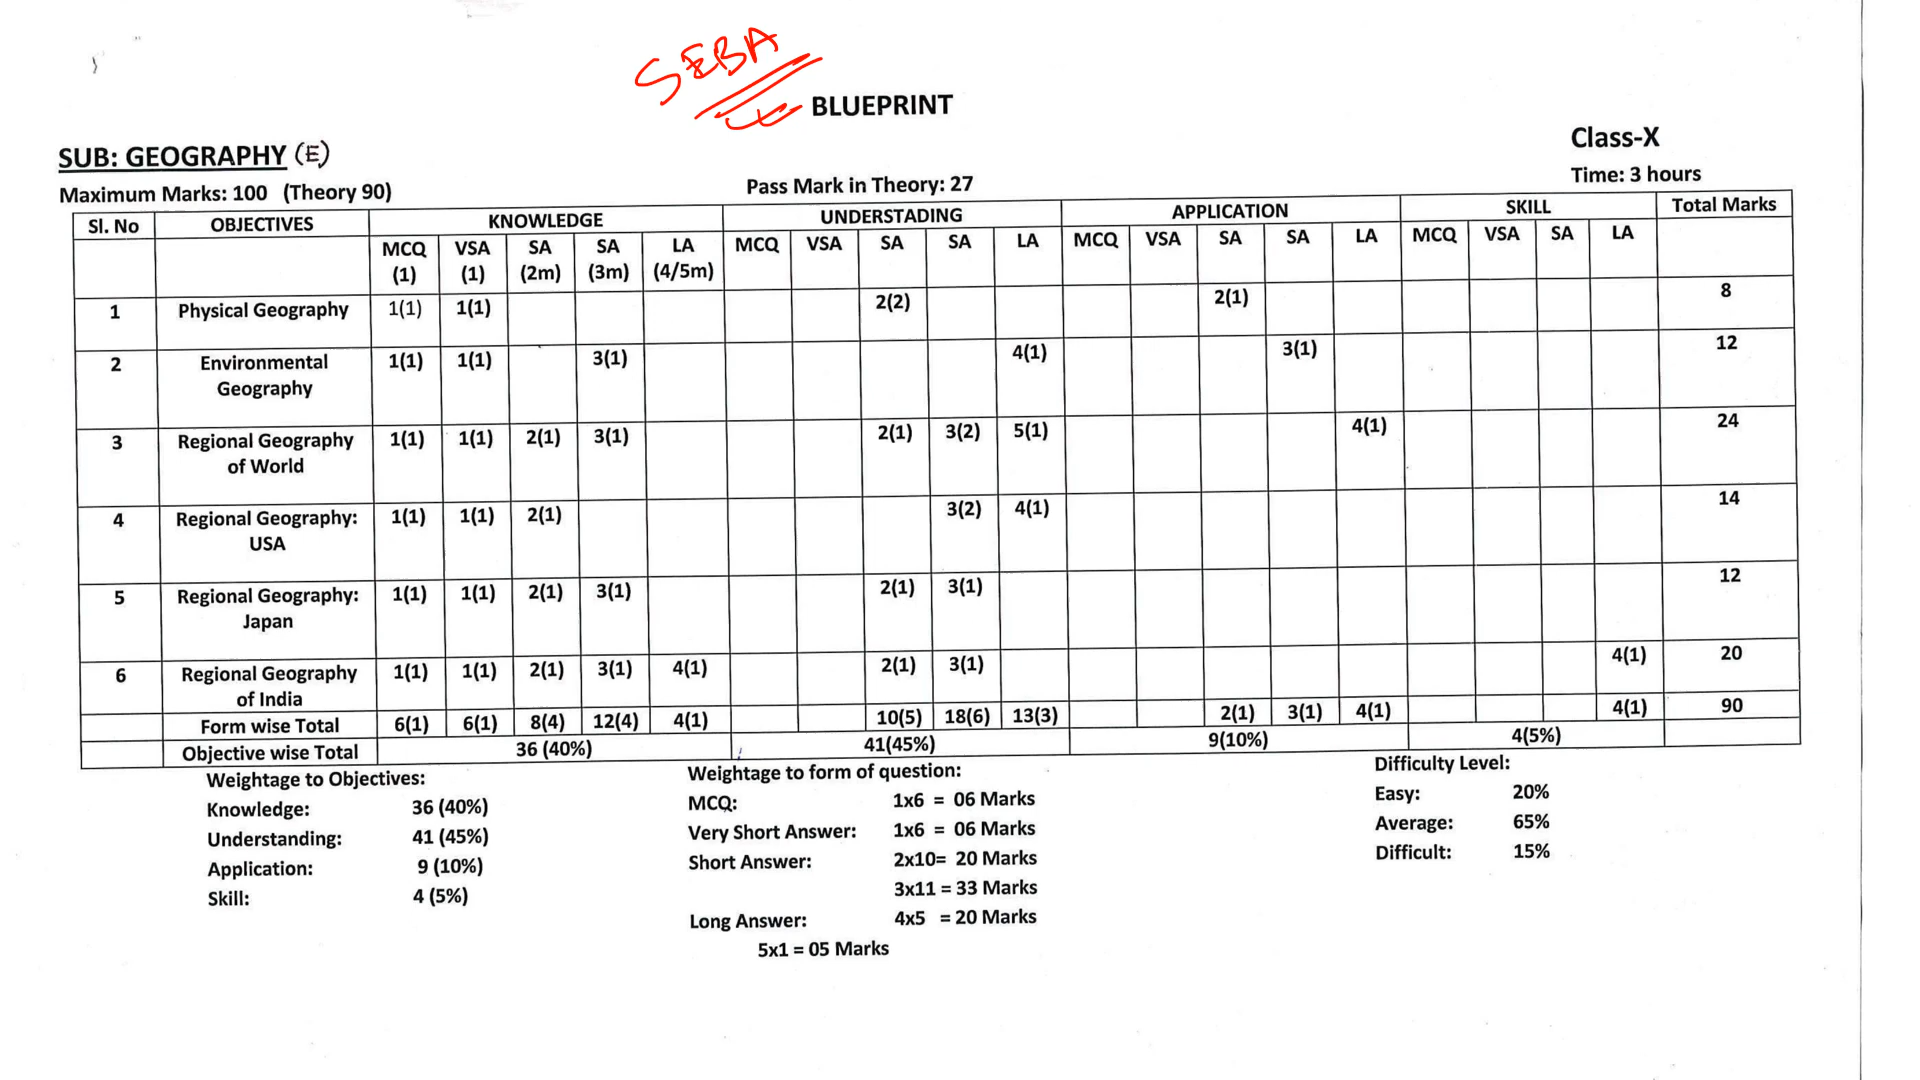 SEBA
BLUEPRINT
SUB: GEOGRAPHY (E)
Class-X
Maximum Marks: 100 (Theory 90)
Pass Mark in Theory: 27
Time: 3 hours
Sl. No OBJECTIVES KNOWLEDGE UNDERSTADING APPLICATION SKILL Total Marks
MCQ (1) VSA (1) SA (2m) SA (3m) LA (4/5m) MCQ VSA SA SA LA MCQ VSA SA SA LA MCQ VSA SA LA
1 Physical Geography 1(1) 1(1) 2(2) 2(1) 8
2 Environmental Geography 1(1) 1(1) 3(1) 4(1) 3(1) 12
3 Regional Geography of World 1(1) 1(1) 2(1) 3(1) 2(1) 3(2) 5(1) 4(1) 24
4 Regional Geography: USA 1(1) 1(1) 2(1) 3(2) 4(1) 14
5 Regional Geography: Japan 1(1) 1(1) 2(1) 3(1) 2(1) 3(1) 12
6 Regional Geography of India 1(1) 1(1) 2(1) 3(1) 4(1) 2(1) 3(1) 4(1) 20
Form wise Total 6(1) 6(1) 8(4) 12(4) 4(1) 10(5) 18(6) 13(3) 2(1) 3(1) 4(1) 4(1) 90
Objective wise Total 36 (40%) 41(45%) 9(10%) 4(5%)
Weightage to Objectives:
Knowledge: 36 (40%)
Understanding: 41 (45%)
Application: 9 (10%)
Skill: 4 (5%)
Weightage to form of question:
MCQ: 1x6 = 06 Marks
Very Short Answer: 1x6 = 06 Marks
Short Answer: 2x10= 20 Marks
3x11 = 33 Marks
Long Answer: 4x5 = 20 Marks
5x1 = 05 Marks
Difficulty Level:
Easy: 20%
Average: 65%
Difficult: 15%